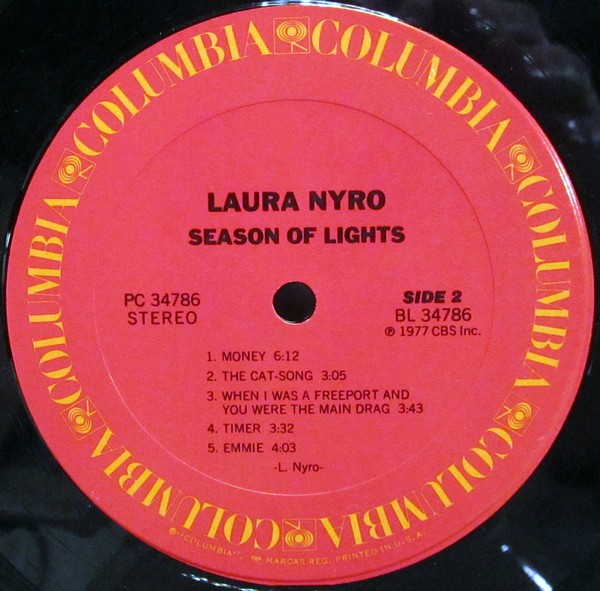 COLUMBIA COLUMBIA COLUMBIA COLUMBIA COLUMBIA COLUMBIA COLUMBIA
LAURA NYRO
SEASON OF LIGHTS
PC 34786
STEREO
SIDE 2
BL 34786
℗ 1977 CBS Inc.
1. MONEY 6:12
2. THE CAT-SONG 3:05
3. WHEN I WAS A FREEPORT AND
YOU WERE THE MAIN DRAG 3:43
4. TIMER 3:32
5. EMMIE 4:03
-L. Nyro-
"COLUMBIA", MARCAS REG. PRINTED IN U.S.A.